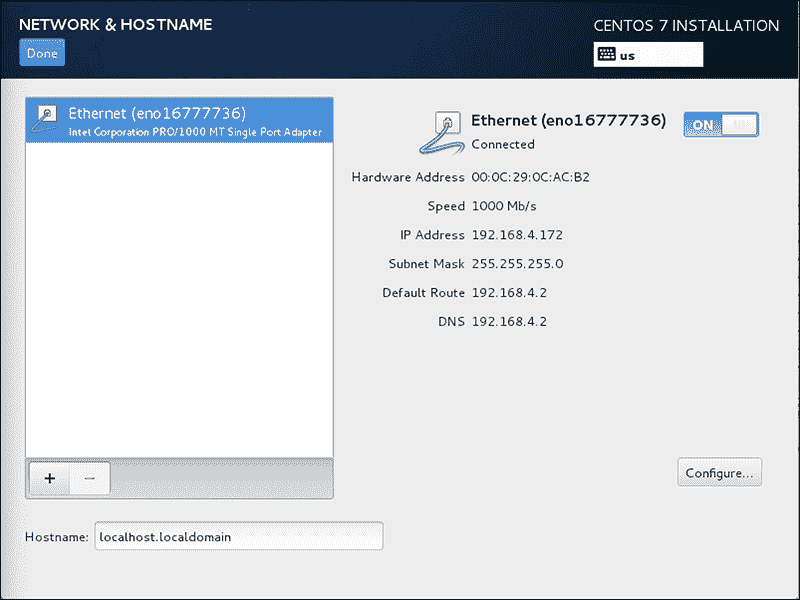 NETWORK & HOSTNAME
CENTOS 7 INSTALLATION
Done
us
Ethernet (eno16777736)
Intel Corporation PRO/1000 MT Single Port Adapter
Ethernet (eno16777736)
ON
Connected
Hardware Address 00:0C:29:0C:AC:B2
Speed 1000 Mb/s
IP Address 192.168.4.172
Subnet Mask 255.255.255.0
Default Route 192.168.4.2
DNS 192.168.4.2
+ −
Configure...
Hostname: localhost.localdomain